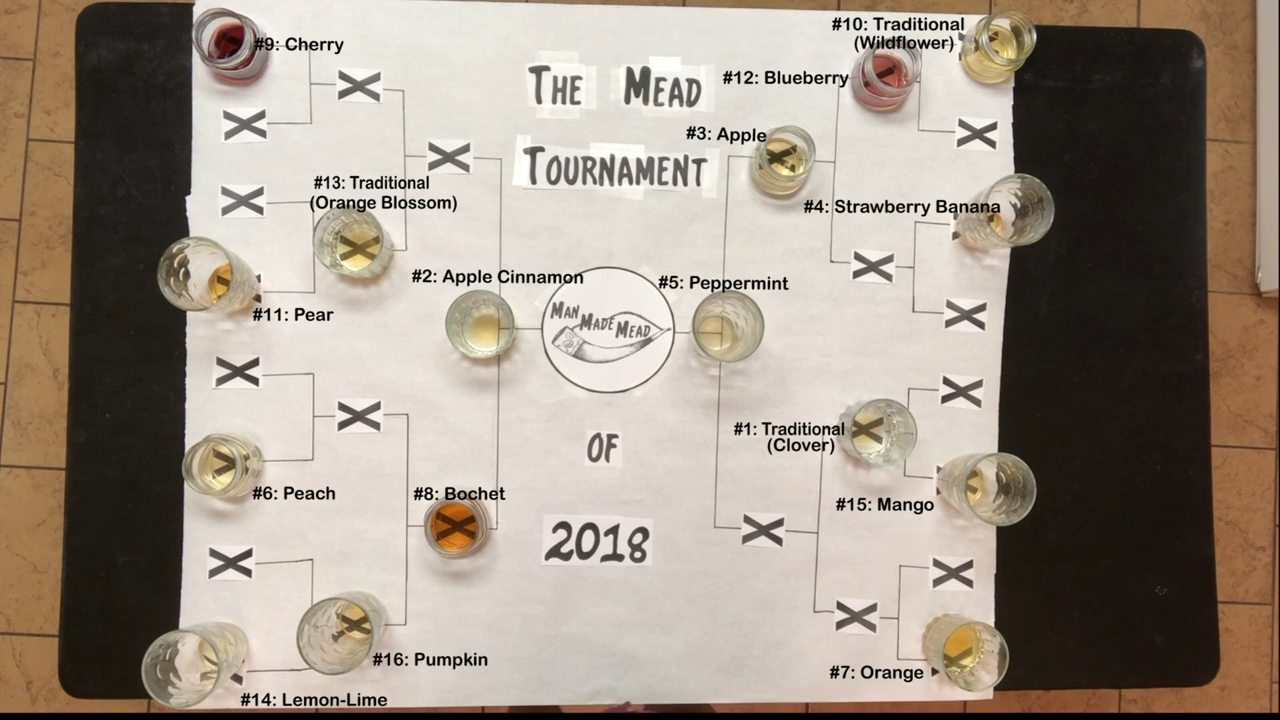 #9: Cherry
#10: Traditional
(Wildflower)
THE MEAD
#12: Blueberry
#3: Apple
TOURNAMENT
#13: Traditional
(Orange Blossom)
#4: Strawberry Banana
#2: Apple Cinnamon
#5: Peppermint
#11: Pear
MAN
MADE
MEAD
#1: Traditional
(Clover)
OF
#6: Peach
#8: Bochet
#15: Mango
2018
#16: Pumpkin
#7: Orange
#14: Lemon-Lime